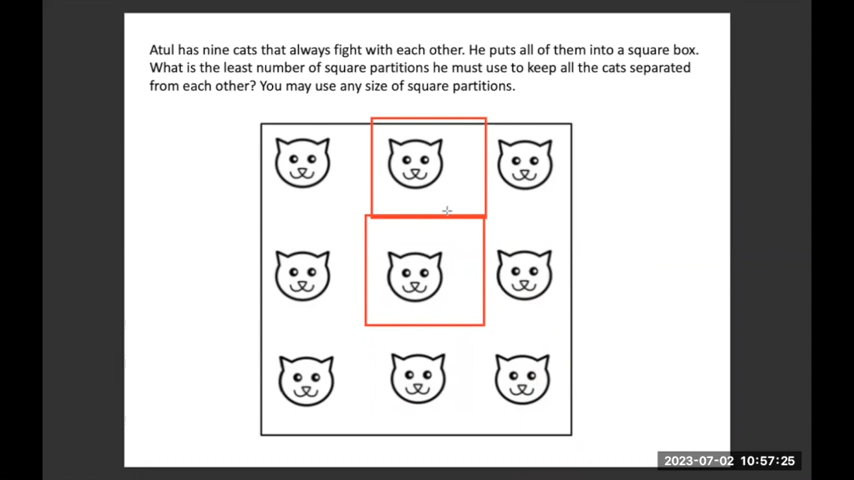 Atul has nine cats that always fight with each other. He puts all of them into a square box.
What is the least number of square partitions he must use to keep all the cats separated
from each other? You may use any size of square partitions.
2023-07-02 10:57:25